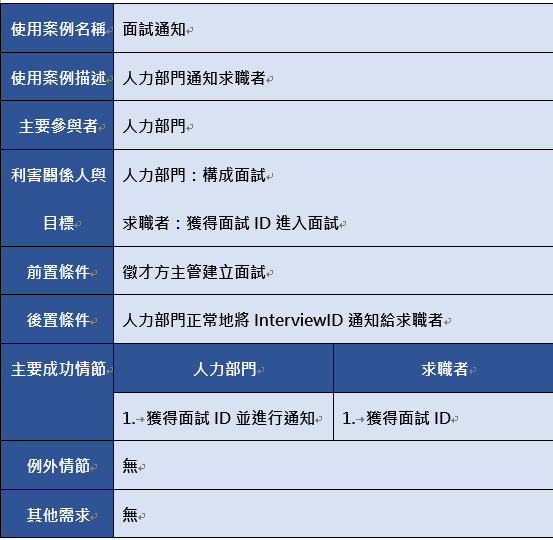 使用案例名稱 面試通知
使用案例描述 人力部門通知求職者
主要參與者 人力部門
利害關係人與 人力部門：構成面試
目標 求職者：獲得面試 ID 進入面試
前置條件 徵才方主管建立面試
後置條件 人力部門正常地將 InterviewID 通知給求職者
主要成功情節 人力部門 求職者
1. 獲得面試 ID 並進行通知 1. 獲得面試 ID
例外情節 無
其他需求 無